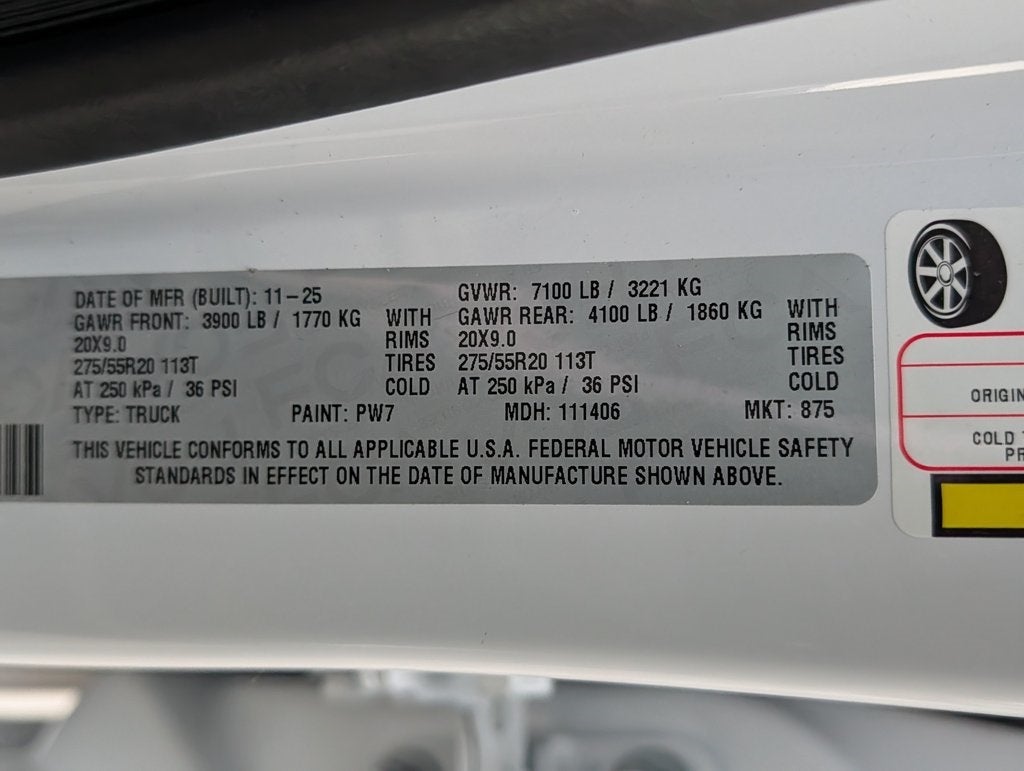 DATE OF MFR (BUILT): 11-25 GVWR: 7100 LB / 3221 KG
GAWR FRONT: 3900 LB / 1770 KG WITH GAWR REAR: 4100 LB / 1860 KG WITH
20X9.0 RIMS 20X9.0 RIMS
275/55R20 113T TIRES 275/55R20 113T TIRES
AT 250 kPa / 36 PSI COLD AT 250 kPa / 36 PSI COLD
TYPE: TRUCK PAINT: PW7 MDH: 111406 MKT: 875
THIS VEHICLE CONFORMS TO ALL APPLICABLE U.S.A. FEDERAL MOTOR VEHICLE SAFETY
STANDARDS IN EFFECT ON THE DATE OF MANUFACTURE SHOWN ABOVE.
ORIGIN
COLD T
PR